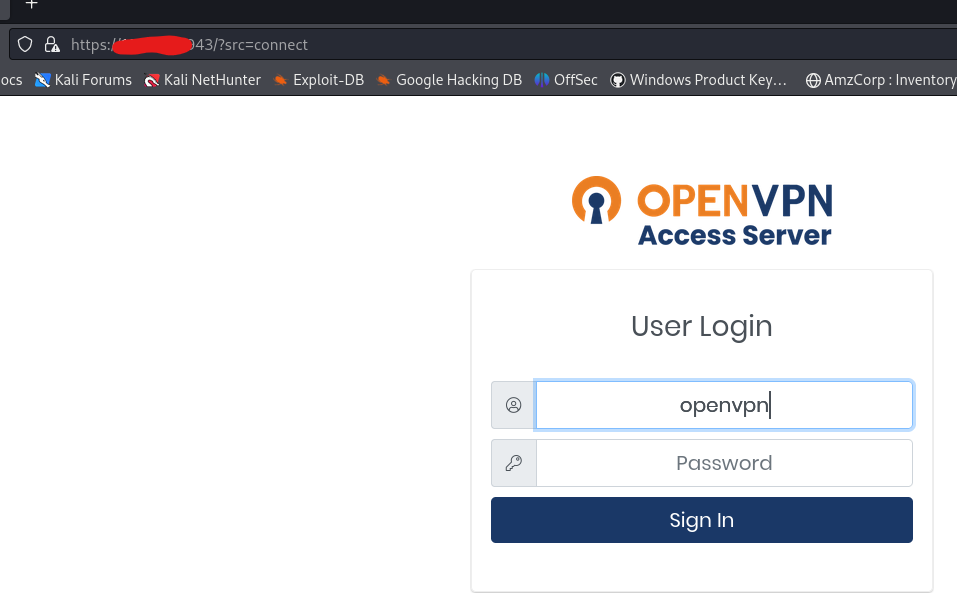 https:/ 943/?src=connect
ocs Kali Forums Kali NetHunter Exploit-DB Google Hacking DB OffSec Windows Product Key… AmzCorp : Inventory
OPENVPN
Access Server
User Login
openvpn
Password
Sign In